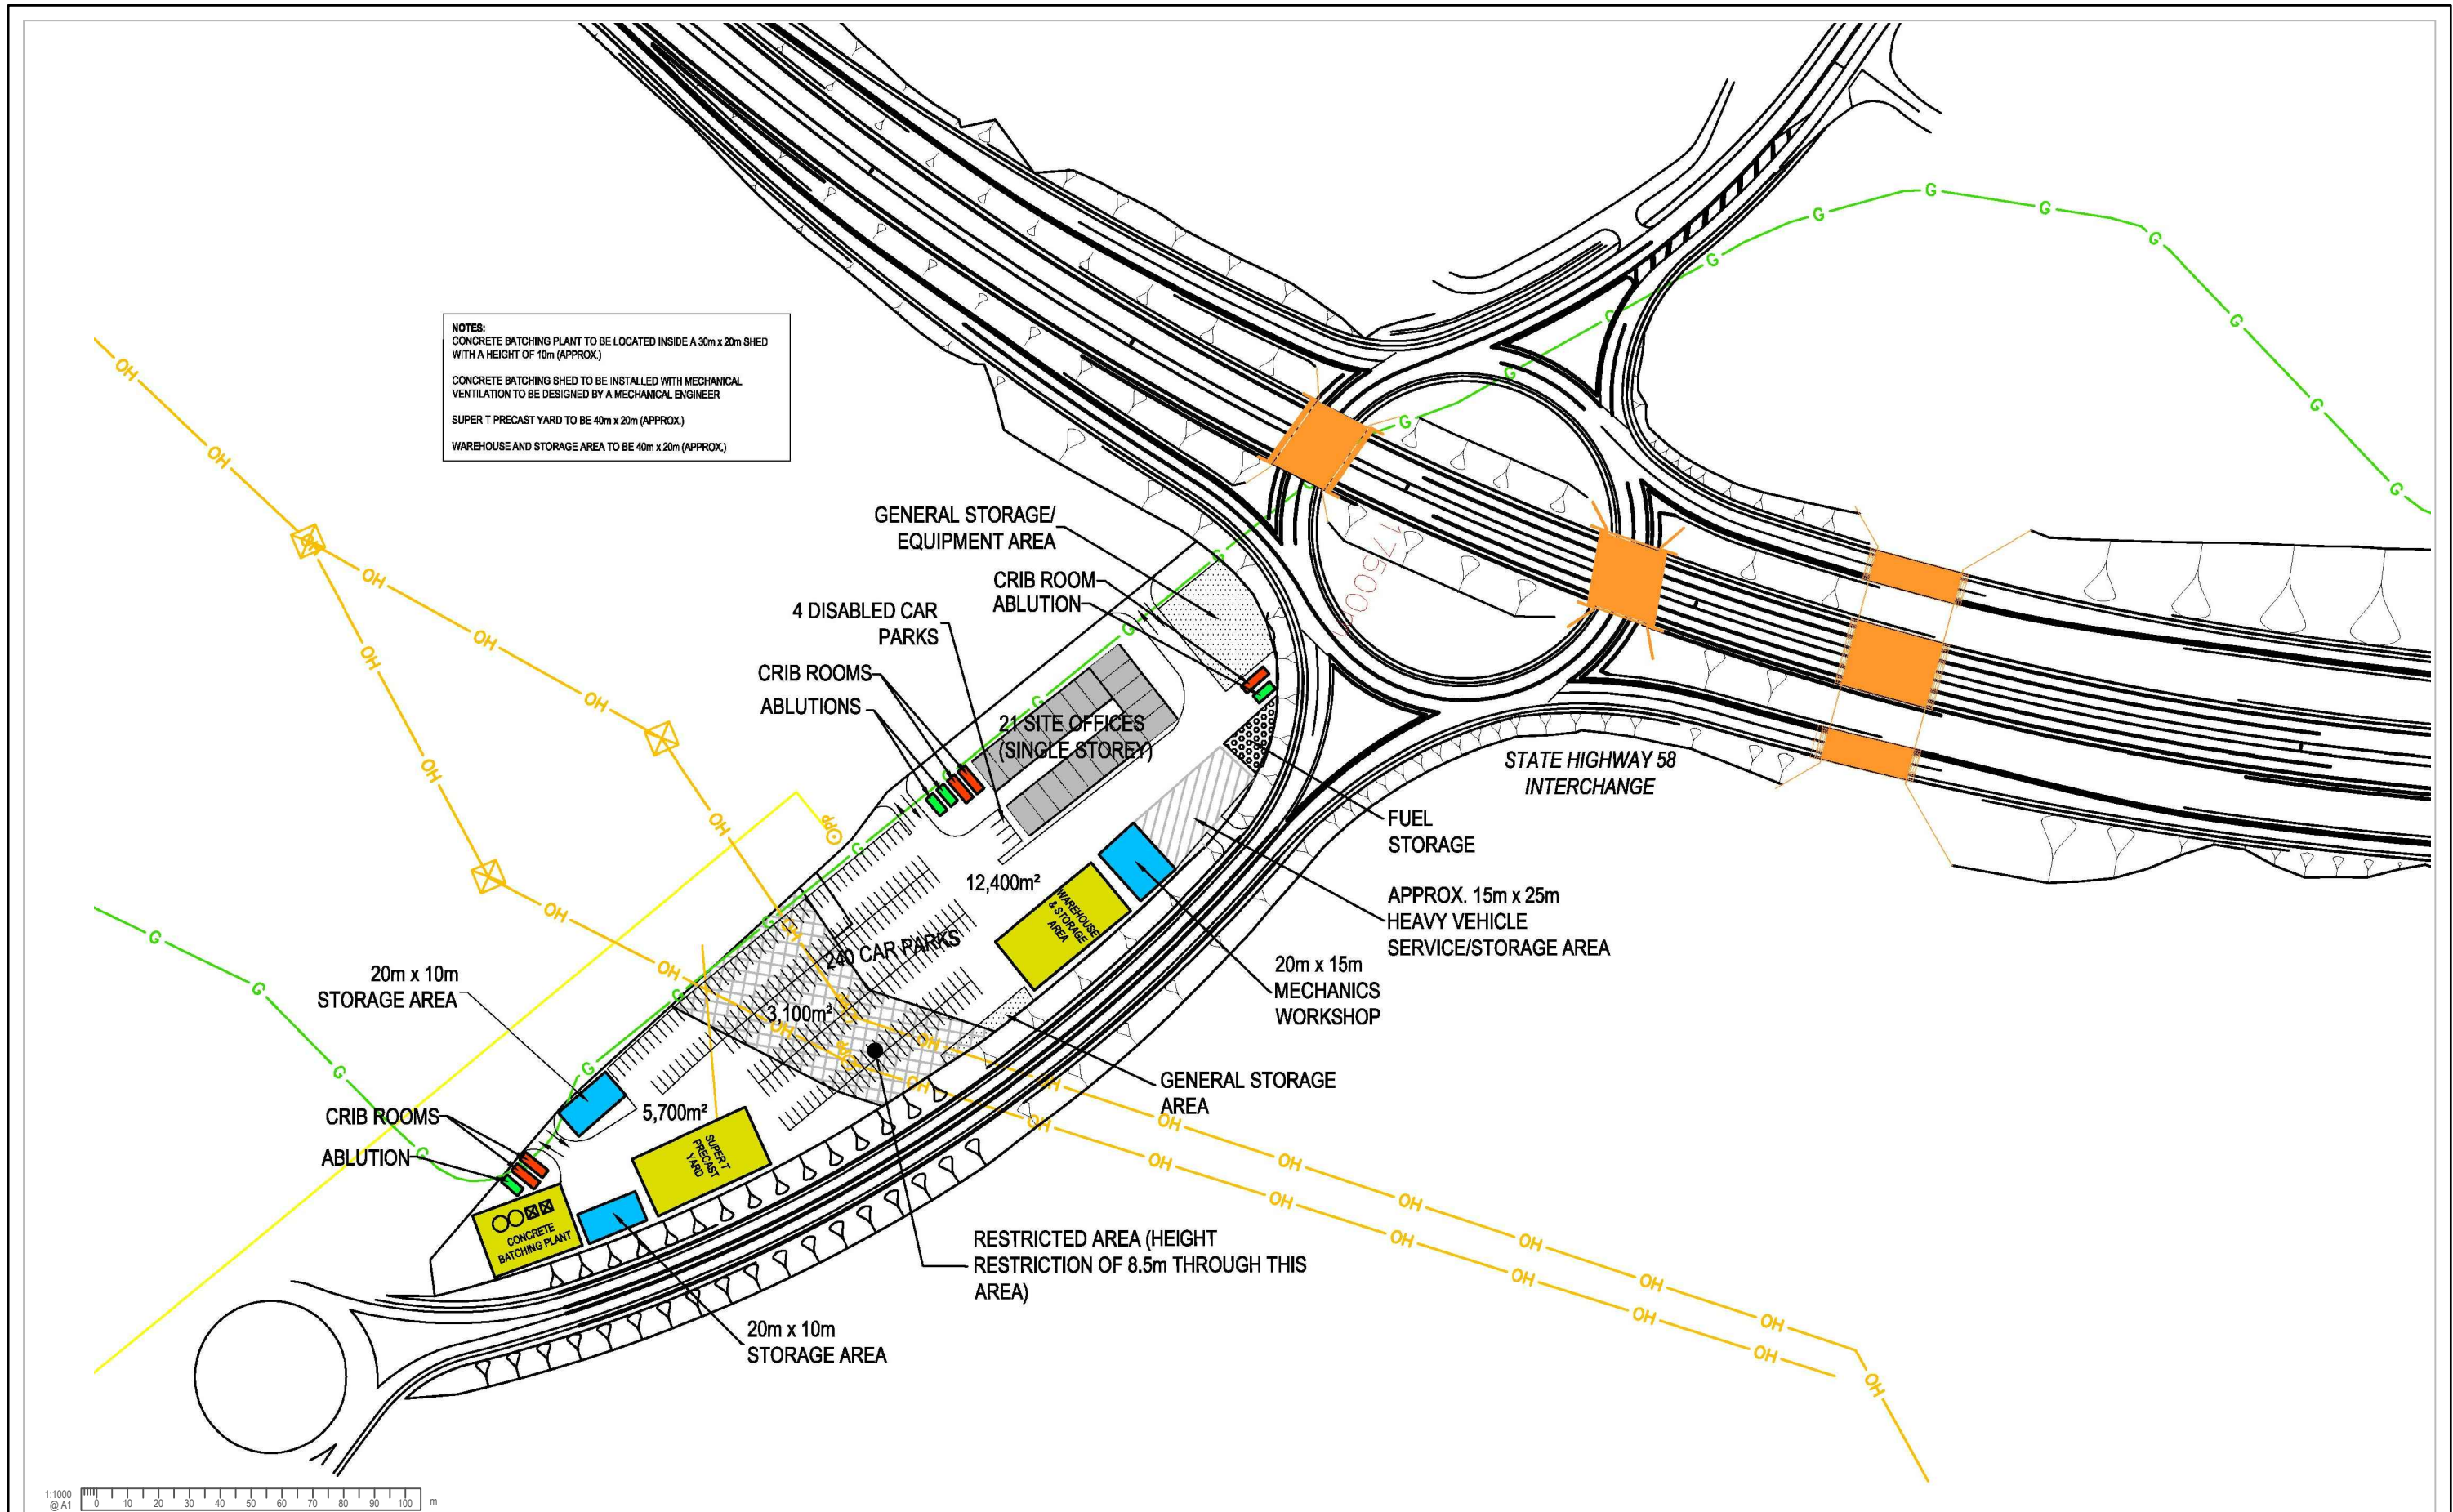 NOTES:
CONCRETE BATCHING PLANT TO BE LOCATED INSIDE A 30m x 20m SHED
WITH A HEIGHT OF 10m (APPROX.)
CONCRETE BATCHING SHED TO BE INSTALLED WITH MECHANICAL
VENTILATION TO BE DESIGNED BY A MECHANICAL ENGINEER
SUPER T PRECAST YARD TO BE 40m x 20m (APPROX.)
WAREHOUSE AND STORAGE AREA TO BE 40m x 20m (APPROX.)
GENERAL STORAGE/
EQUIPMENT AREA
CRIB ROOM
ABLUTION
4 DISABLED CAR
PARKS
CRIB ROOMS
ABLUTIONS
21 SITE OFFICES
(SINGLE STOREY)
STATE HIGHWAY 58
INTERCHANGE
FUEL
STORAGE
12,400m²
APPROX. 15m x 25m
HEAVY VEHICLE
SERVICE/STORAGE AREA
WAREHOUSE
& STORAGE
AREA
240 CAR PARKS
20m x 15m
MECHANICS
WORKSHOP
20m x 10m
STORAGE AREA
3,100m²
GENERAL STORAGE
AREA
5,700m²
CRIB ROOMS
ABLUTION
SUPER T
PRECAST
YARD
CONCRETE
BATCHING PLANT
RESTRICTED AREA (HEIGHT
RESTRICTION OF 8.5m THROUGH THIS
AREA)
20m x 10m
STORAGE AREA
1:1000
@ A1
0 10 20 30 40 50 60 70 80 90 100 m